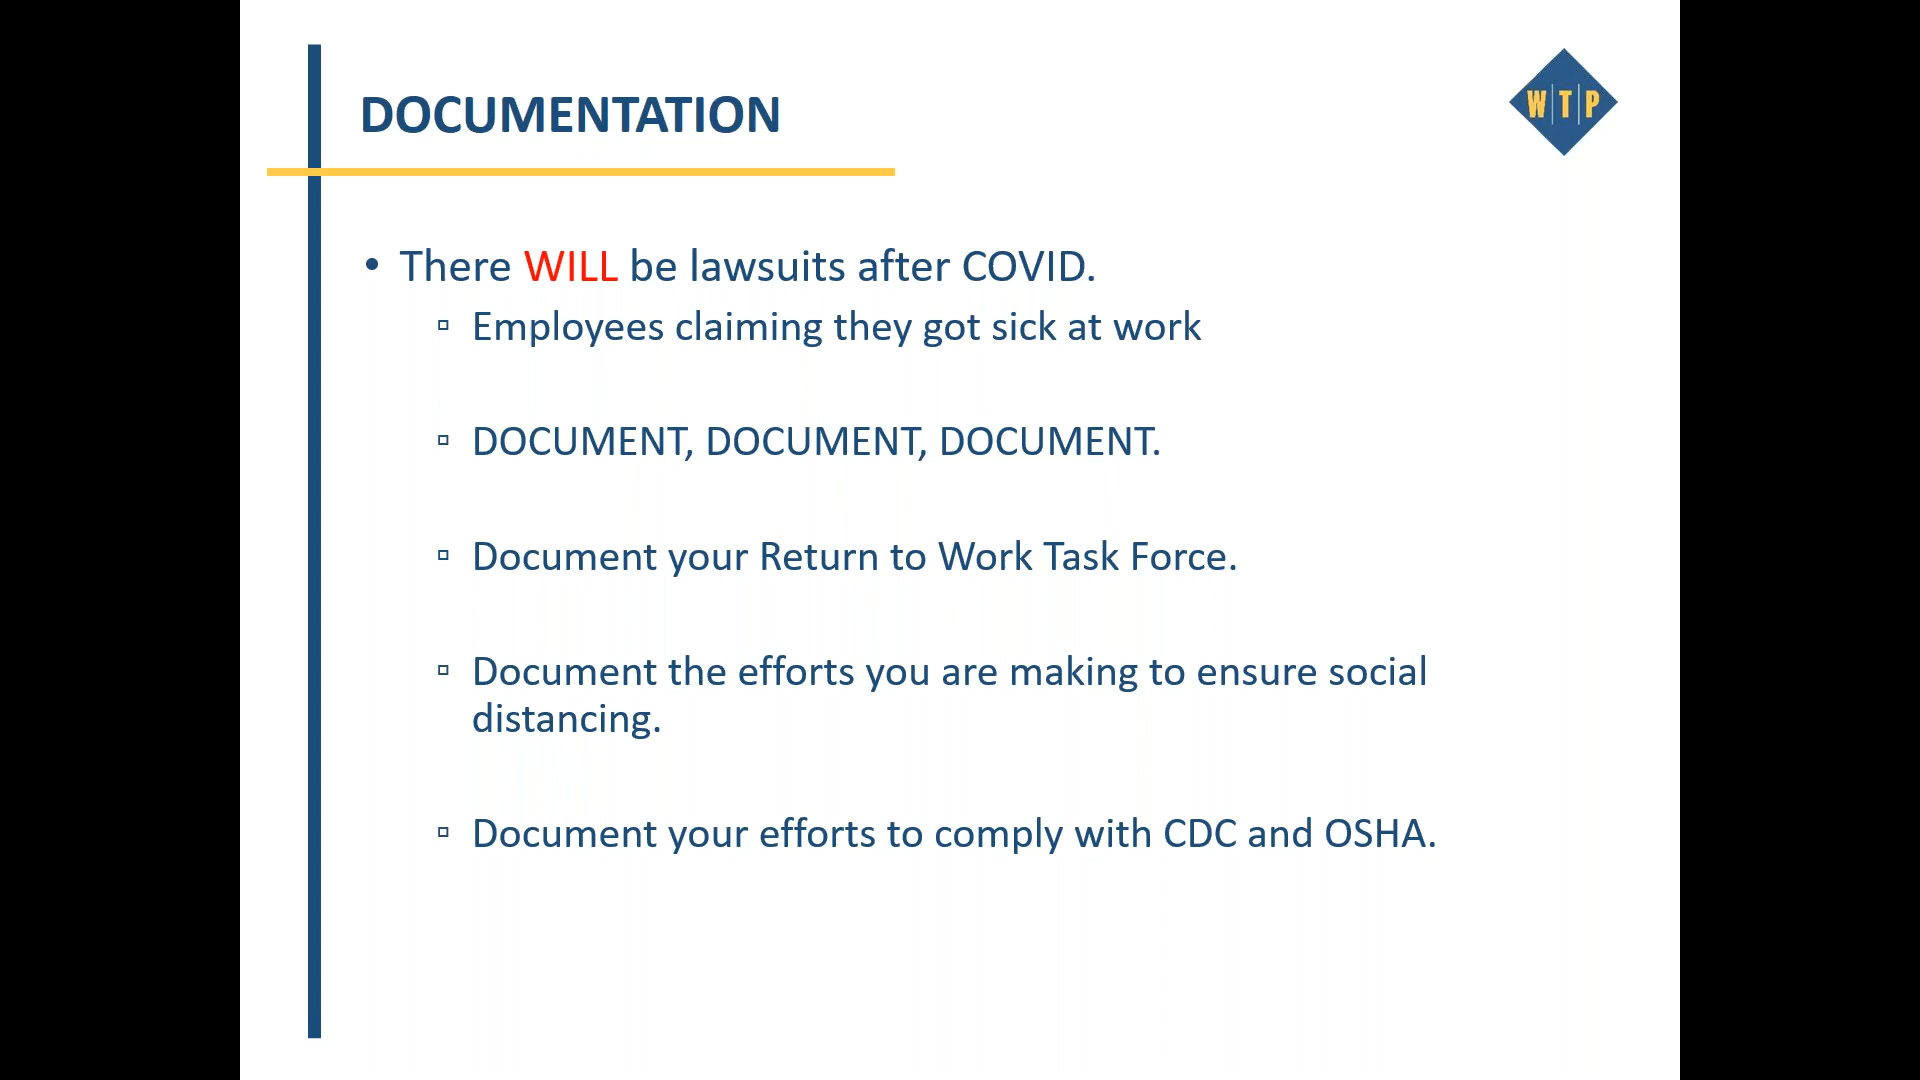 DOCUMENTATION
W|T|P
• There WILL be lawsuits after COVID.
▫ Employees claiming they got sick at work
▫ DOCUMENT, DOCUMENT, DOCUMENT.
▫ Document your Return to Work Task Force.
▫ Document the efforts you are making to ensure social
distancing.
▫ Document your efforts to comply with CDC and OSHA.